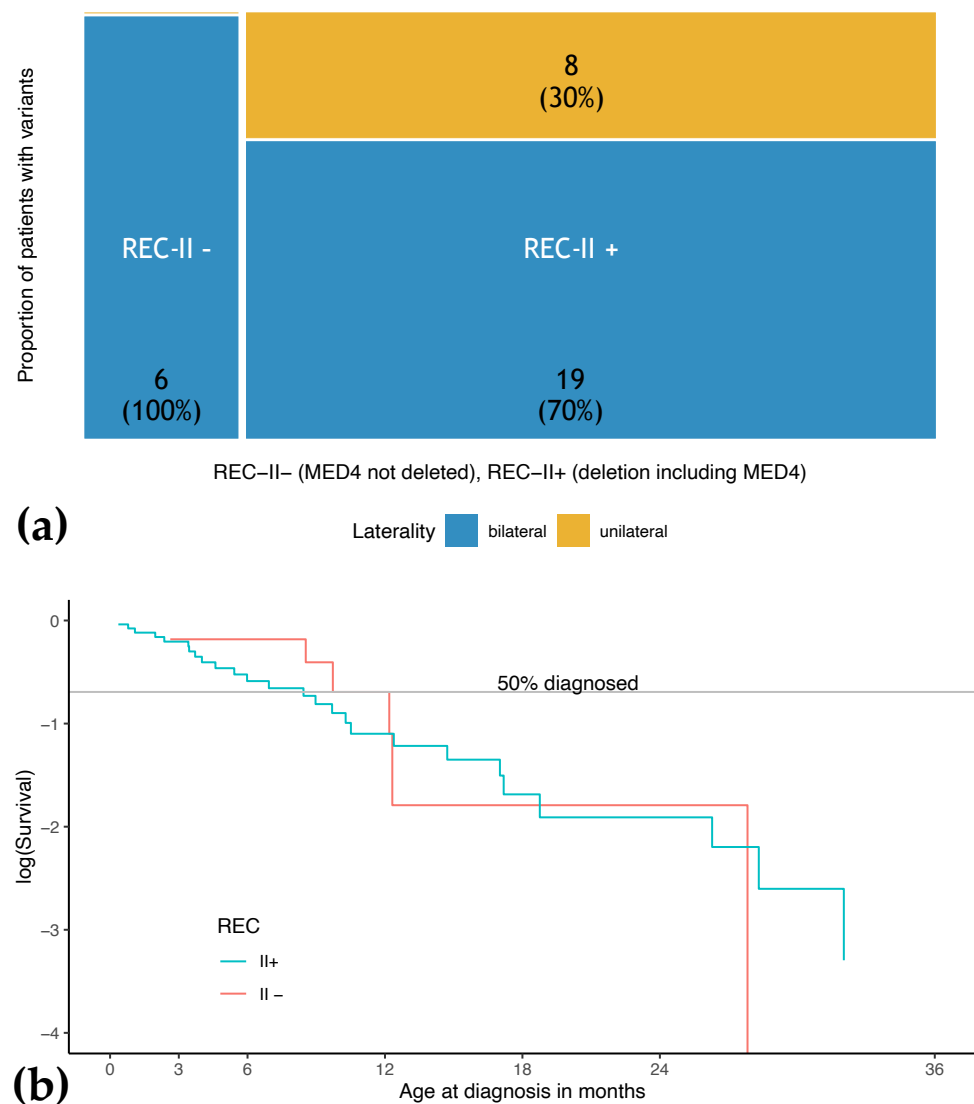 Proportion of patients with variants
8
(30%)
REC-II -
REC-II +
6
(100%)
19
(70%)
REC−II− (MED4 not deleted), REC−II+ (deletion including MED4)
(a)
Laterality bilateral unilateral
log(Survival)
0
−1
−2
−3
−4
50% diagnosed
REC
II+
II −
0 3 6 12 18 24 36
Age at diagnosis in months
(b)